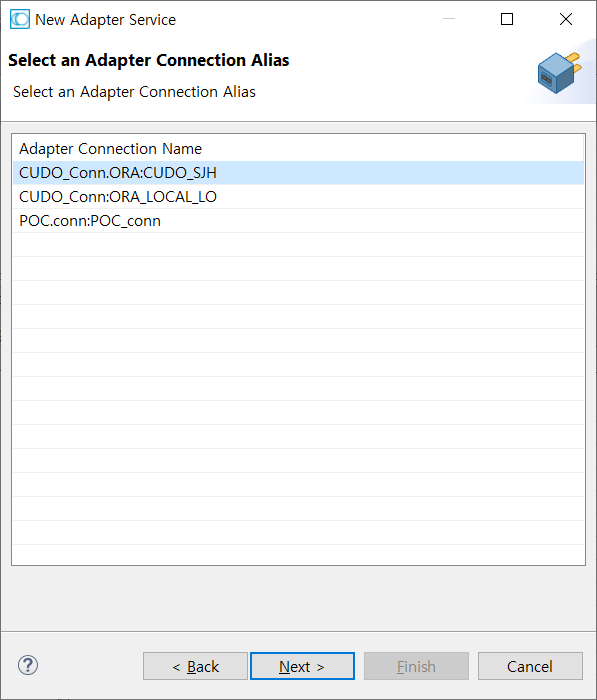 New Adapter Service
Select an Adapter Connection Alias
Select an Adapter Connection Alias
Adapter Connection Name
CUDO_Conn.ORA:CUDO_SJH
CUDO_Conn:ORA_LOCAL_LO
POC.conn:POC_conn
< Back Next > Finish Cancel